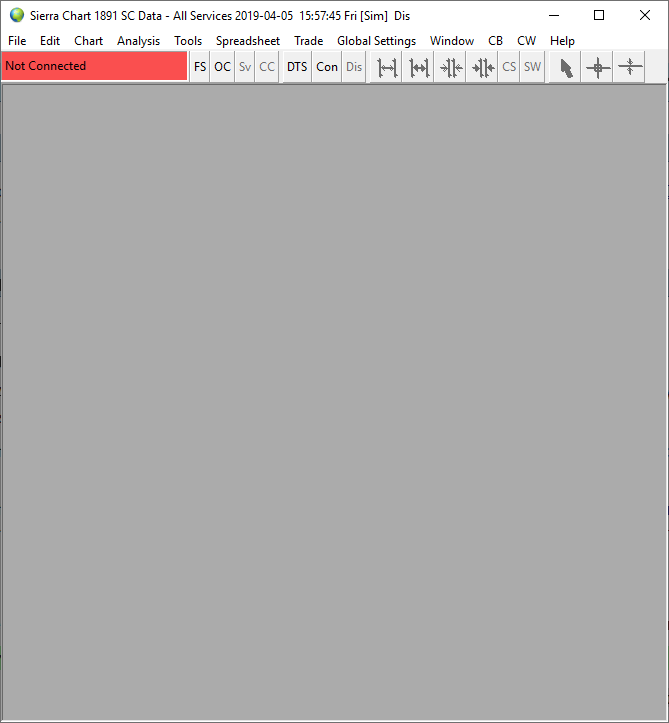 Sierra Chart 1891 SC Data - All Services 2019-04-05  15:57:45 Fri [Sim]  Dis
File Edit Chart Analysis Tools Spreadsheet Trade Global Settings Window CB CW Help
Not Connected FS OC Sv CC DTS Con Dis CS SW